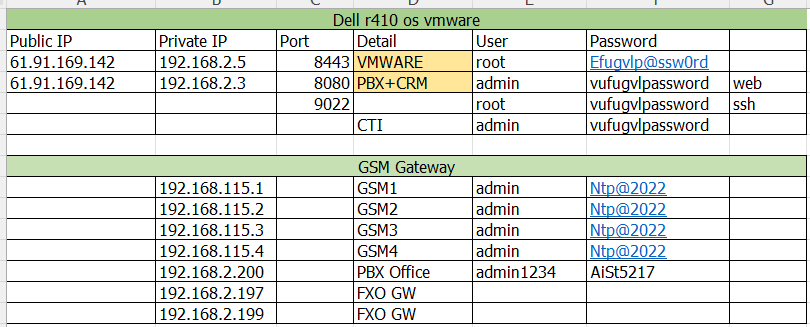 Dell r410 os vmware
Public IP Private IP Port Detail User Password
61.91.169.142 192.168.2.5 8443 VMWARE root Efugvlp@ssw0rd
61.91.169.142 192.168.2.3 8080 PBX+CRM admin vufugvlpassword web
9022 root vufugvlpassword ssh
CTI admin vufugvlpassword
GSM Gateway
192.168.115.1 GSM1 admin Ntp@2022
192.168.115.2 GSM2 admin Ntp@2022
192.168.115.3 GSM3 admin Ntp@2022
192.168.115.4 GSM4 admin Ntp@2022
192.168.2.200 PBX Office admin1234 AiSt5217
192.168.2.197 FXO GW
192.168.2.199 FXO GW